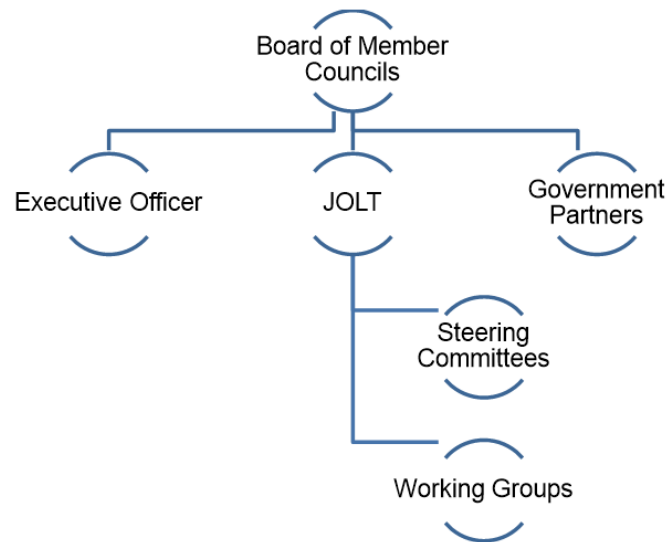 Board of Member
Councils
Executive Officer
JOLT
Government
Partners
Steering
Committees
Working Groups